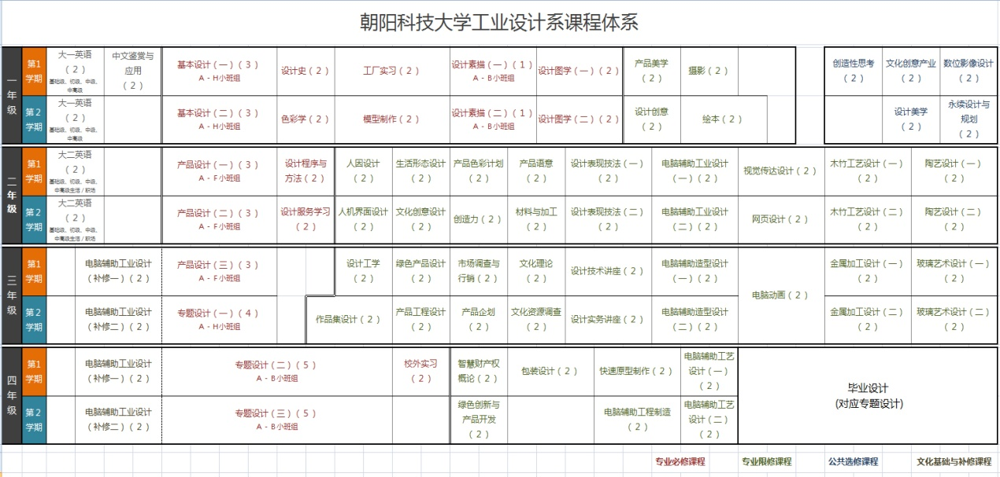 朝阳科技大学工业设计系课程体系
一年级
第1学期
大一英语
（2）
基础级、初级、中级、
中高级
中文鉴赏与
应用
（2）
基本设计（一）（3）
A - H小班组
设计史（2）
工厂实习（2）
设计素描（一）（1）
A - B小班组
设计图学（一）（2）
产品美学
（2）
摄影（2）
创造性思考
（2）
文化创意产业
（2）
数位影像设计
（2）
第2学期
大一英语
（2）
基础级、初级、中级、
中高级
基本设计（二）（3）
A - H小班组
色彩学（2）
模型制作（2）
设计素描（二）（1）
A - B小班组
设计图学（二）（2）
设计创意
（2）
绘本（2）
设计美学
（2）
永续设计与
规划
（2）
二年级
第1学期
大二英语
（2）
基础级、初级、中级、
中高级生活/职场
产品设计（一）（3）
A - F小班组
设计程序与
方法（2）
人因设计
（2）
生活形态设计
（2）
产品色彩计划
（2）
产品语意
（2）
设计表现技法（一）
（2）
电脑辅助工业设计
（一）（2）
视觉传达设计（2）
木竹工艺设计（一）
（2）
陶艺设计（一）
（2）
第2学期
大二英语
（2）
基础级、初级、中级、
中高级生活/职场
产品设计（二）（3）
A - F小班组
设计服务学习
（2）
人机界面设计
（2）
文化创意设计
（2）
创造力（2）
材料与加工
（2）
设计表现技法（二）
（2）
电脑辅助工业设计
（二）（2）
网页设计（2）
木竹工艺设计（二）
（2）
陶艺设计（二）
（2）
三年级
第1学期
电脑辅助工业设计
（补修一）（2）
产品设计（三）（3）
A - F小班组
设计工学
（2）
绿色产品设计
（2）
市场调查与
行销（2）
文化理论
（2）
设计技术讲座（2）
电脑辅助造型设计
（一）（2）
电脑动画（2）
金属加工设计（一）
（2）
玻璃艺术设计（一）
（2）
第2学期
电脑辅助工业设计
（补修二）（2）
专题设计（一）（4）
A - H小班组
作品集设计（2）
产品工程设计
（2）
产品企划
（2）
文化资源调查
（2）
设计实务讲座（2）
电脑辅助造型设计
（二）（2）
金属加工设计（二）
（2）
玻璃艺术设计（二）
（2）
四年级
第1学期
电脑辅助工业设计
（补修一）（2）
专题设计（二）（5）
A - B小班组
校外实习
（2）
智慧财产权
概论（2）
包装设计（2）
快速原型制作（2）
电脑辅助工艺
设计（一）
（2）
毕业设计
(对应专题设计)
第2学期
电脑辅助工业设计
（补修二）（2）
专题设计（三）（5）
A - B小班组
绿色创新与
产品开发
（2）
电脑辅助工程制造
（2）
电脑辅助工艺
设计（二）
（2）
专业必修课程
专业限修课程
公共选修课程
文化基础与补修课程